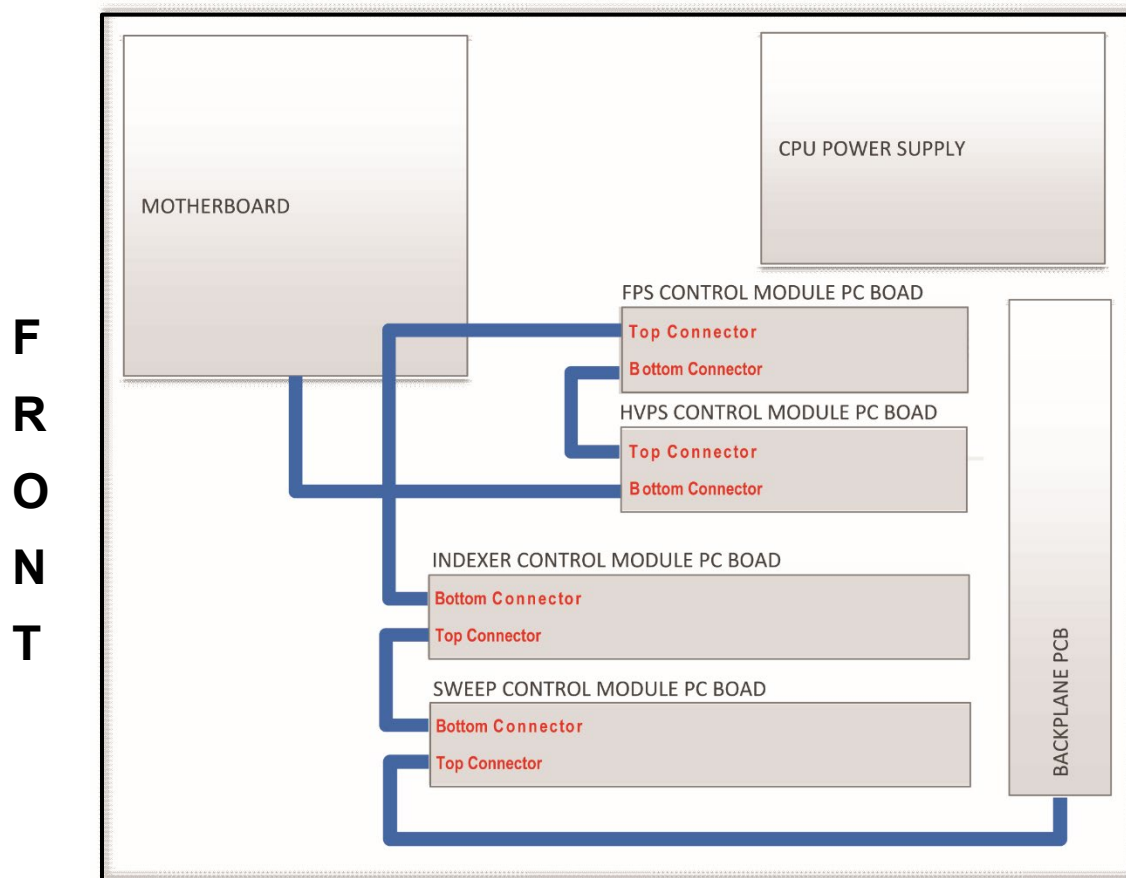 FRONT
MOTHERBOARD
CPU POWER SUPPLY
FPS CONTROL MODULE PC BOAD
Top Connector
Bottom Connector
HVPS CONTROL MODULE PC BOAD
Top Connector
Bottom Connector
INDEXER CONTROL MODULE PC BOAD
Bottom Connector
Top Connector
SWEEP CONTROL MODULE PC BOAD
Bottom Connector
Top Connector
BACKPLANE PCB